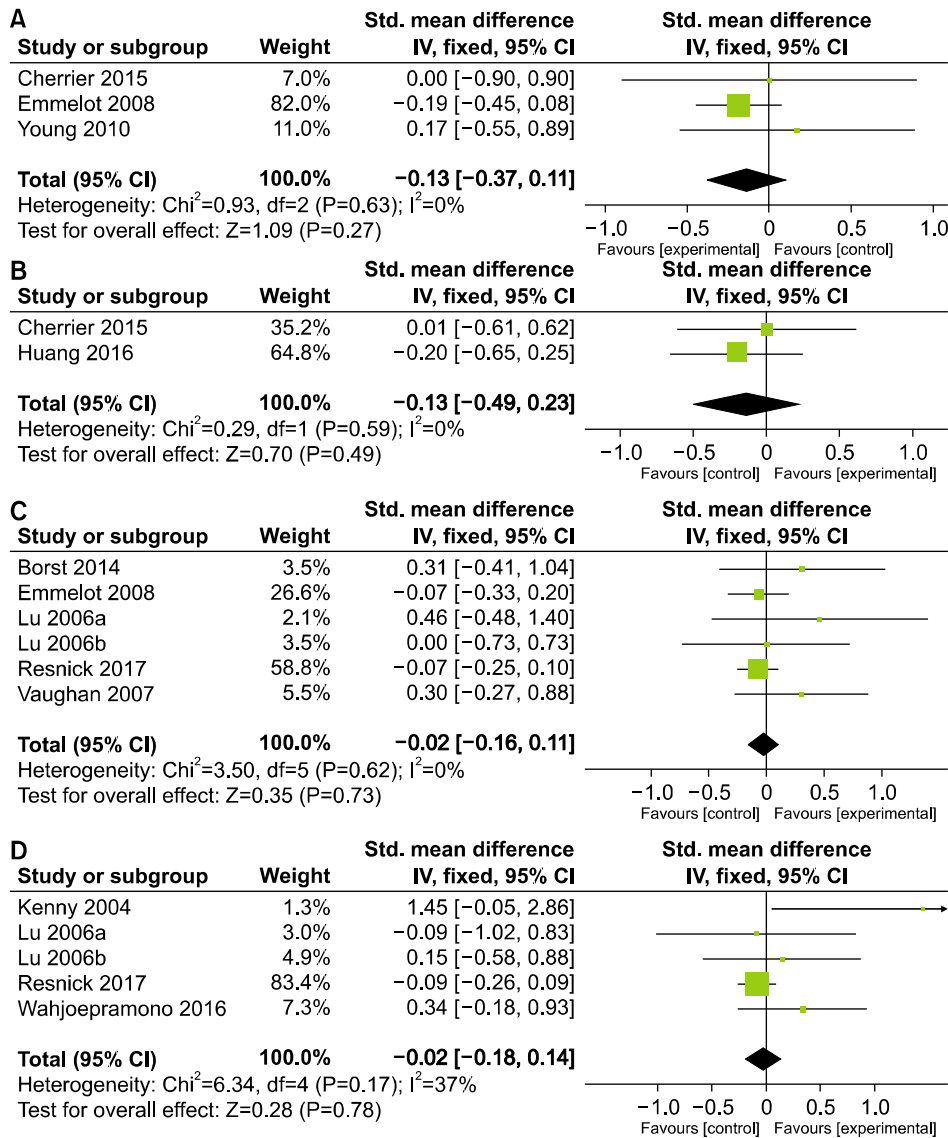 A
Std. mean difference Std. mean difference
Study or subgroup Weight IV, fixed, 95% CI IV, fixed, 95% CI
Cherrier 2015 7.0% 0.00 [−0.90, 0.90]
Emmelot 2008 82.0% −0.19 [−0.45, 0.08]
Young 2010 11.0% 0.17 [−0.55, 0.89]
Total (95% CI) 100.0% −0.13 [−0.37, 0.11]
Heterogeneity: Chi²=0.93, df=2 (P=0.63); I²=0%
Test for overall effect: Z=1.09 (P=0.27)
−1.0 −0.5 0 0.5 1.0
Favours [experimental] Favours [control]
B
Std. mean difference Std. mean difference
Study or subgroup Weight IV, fixed, 95% CI IV, fixed, 95% CI
Cherrier 2015 35.2% 0.01 [−0.61, 0.62]
Huang 2016 64.8% −0.20 [−0.65, 0.25]
Total (95% CI) 100.0% −0.13 [−0.49, 0.23]
Heterogeneity: Chi²=0.29, df=1 (P=0.59); I²=0%
Test for overall effect: Z=0.70 (P=0.49)
−1.0 −0.5 0 0.5 1.0
Favours [control] Favours [experimental]
C
Std. mean difference Std. mean difference
Study or subgroup Weight IV, fixed, 95% CI IV, fixed, 95% CI
Borst 2014 3.5% 0.31 [−0.41, 1.04]
Emmelot 2008 26.6% −0.07 [−0.33, 0.20]
Lu 2006a 2.1% 0.46 [−0.48, 1.40]
Lu 2006b 3.5% 0.00 [−0.73, 0.73]
Resnick 2017 58.8% −0.07 [−0.25, 0.10]
Vaughan 2007 5.5% 0.30 [−0.27, 0.88]
Total (95% CI) 100.0% −0.02 [−0.16, 0.11]
Heterogeneity: Chi²=3.50, df=5 (P=0.62); I²=0%
Test for overall effect: Z=0.35 (P=0.73)
−1.0 −0.5 0 0.5 1.0
Favours [control] Favours [experimental]
D
Std. mean difference Std. mean difference
Study or subgroup Weight IV, fixed, 95% CI IV, fixed, 95% CI
Kenny 2004 1.3% 1.45 [−0.05, 2.86]
Lu 2006a 3.0% −0.09 [−1.02, 0.83]
Lu 2006b 4.9% 0.15 [−0.58, 0.88]
Resnick 2017 83.4% −0.09 [−0.26, 0.09]
Wahjoepramono 2016 7.3% 0.34 [−0.18, 0.93]
Total (95% CI) 100.0% −0.02 [−0.18, 0.14]
Heterogeneity: Chi²=6.34, df=4 (P=0.17); I²=37%
Test for overall effect: Z=0.28 (P=0.78)
−1.0 −0.5 0 0.5 1.0
Favours [control] Favours [experimental]